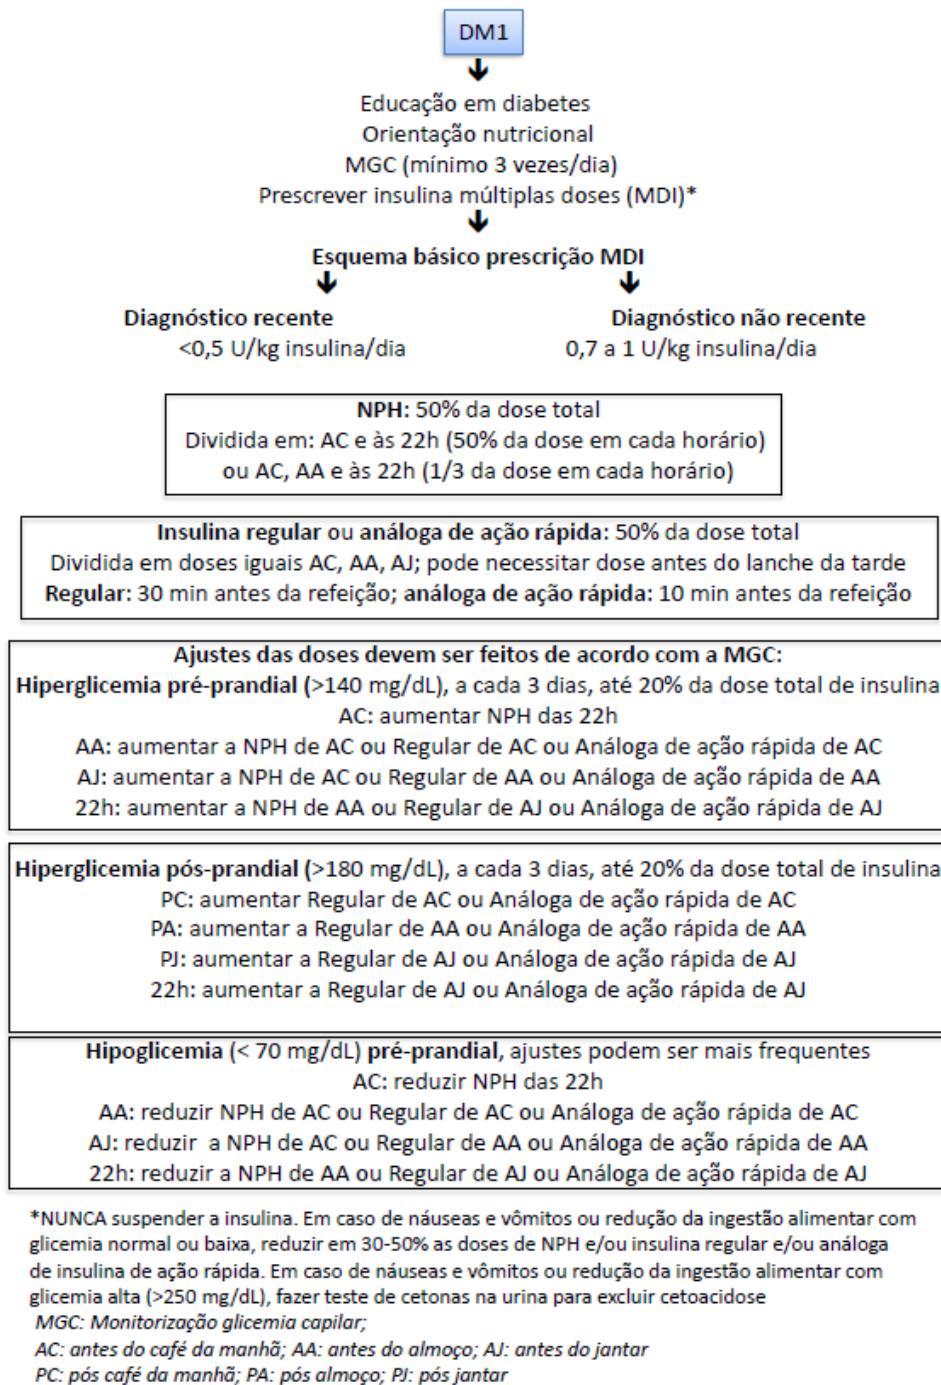 DM1
Educação em diabetes
Orientação nutricional
MGC (mínimo 3 vezes/dia)
Prescrever insulina múltiplas doses (MDI)*
Esquema básico prescrição MDI
Diagnóstico recente
<0,5 U/kg insulina/dia
Diagnóstico não recente
0,7 a 1 U/kg insulina/dia
NPH: 50% da dose total
Dividida em: AC e às 22h (50% da dose em cada horário)
ou AC, AA e às 22h (1/3 da dose em cada horário)
Insulina regular ou análoga de ação rápida: 50% da dose total
Dividida em doses iguais AC, AA, AJ; pode necessitar dose antes do lanche da tarde
Regular: 30 min antes da refeição; análoga de ação rápida: 10 min antes da refeição
Ajustes das doses devem ser feitos de acordo com a MGC:
Hiperglicemia pré-prandial (>140 mg/dL), a cada 3 dias, até 20% da dose total de insulina
AC: aumentar NPH das 22h
AA: aumentar a NPH de AC ou Regular de AC ou Análoga de ação rápida de AC
AJ: aumentar a NPH de AC ou Regular de AA ou Análoga de ação rápida de AA
22h: aumentar a NPH de AA ou Regular de AJ ou Análoga de ação rápida de AJ
Hiperglicemia pós-prandial (>180 mg/dL), a cada 3 dias, até 20% da dose total de insulina
PC: aumentar Regular de AC ou Análoga de ação rápida de AC
PA: aumentar a Regular de AA ou Análoga de ação rápida de AA
PJ: aumentar a Regular de AJ ou Análoga de ação rápida de AJ
22h: aumentar a Regular de AJ ou Análoga de ação rápida de AJ
Hipoglicemia (< 70 mg/dL) pré-prandial, ajustes podem ser mais frequentes
AC: reduzir NPH das 22h
AA: reduzir NPH de AC ou Regular de AC ou Análoga de ação rápida de AC
AJ: reduzir a NPH de AC ou Regular de AA ou Análoga de ação rápida de AA
22h: reduzir a NPH de AA ou Regular de AJ ou Análoga de ação rápida de AJ
*NUNCA suspender a insulina. Em caso de náuseas e vômitos ou redução da ingestão alimentar com
glicemia normal ou baixa, reduzir em 30-50% as doses de NPH e/ou insulina regular e/ou análoga
de insulina de ação rápida. Em caso de náuseas e vômitos ou redução da ingestão alimentar com
glicemia alta (>250 mg/dL), fazer teste de cetonas na urina para excluir cetoacidose
MGC: Monitorização glicemia capilar;
AC: antes do café da manhã; AA: antes do almoço; AJ: antes do jantar
PC: pós café da manhã; PA: pós almoço; PJ: pós jantar